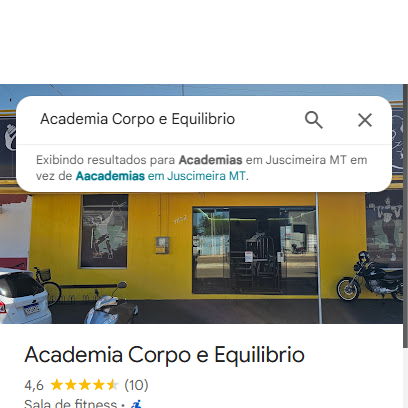 Academia Corpo e Equilibrio
Exibindo resultados para Academias em Juscimeira MT em
vez de Aacademias em Juscimeira MT.
Academia Corpo e Equilibrio
4,6 (10)
Sala de fitness ·